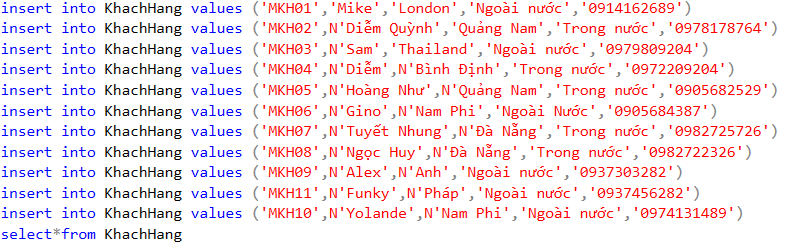 insert into KhachHang values ('MKH01','Mike','London','Ngoài nước','0914162689')
insert into KhachHang values ('MKH02',N'Diễm Quỳnh','Quảng Nam','Trong nước','0978178764')
insert into KhachHang values ('MKH03',N'Sam','Thailand','Ngoài nước','0979809204')
insert into KhachHang values ('MKH04',N'Diễm',N'Bình Định','Trong nước','0972209204')
insert into KhachHang values ('MKH05',N'Hoàng Như',N'Quảng Nam','Trong nước','0905682529')
insert into KhachHang values ('MKH06',N'Gino',N'Nam Phi','Ngoài Nước','0905684387')
insert into KhachHang values ('MKH07',N'Tuyết Nhung',N'Đà Nẵng','Trong nước','0982725726')
insert into KhachHang values ('MKH08',N'Ngọc Huy',N'Đà Nẵng','Trong nước','0982722326')
insert into KhachHang values ('MKH09',N'Alex',N'Anh','Ngoài nước','0937303282')
insert into KhachHang values ('MKH11',N'Funky',N'Pháp','Ngoài nước','0937456282')
insert into KhachHang values ('MKH10',N'Yolande',N'Nam Phi','Ngoài nước','0974131489')
select*from KhachHang